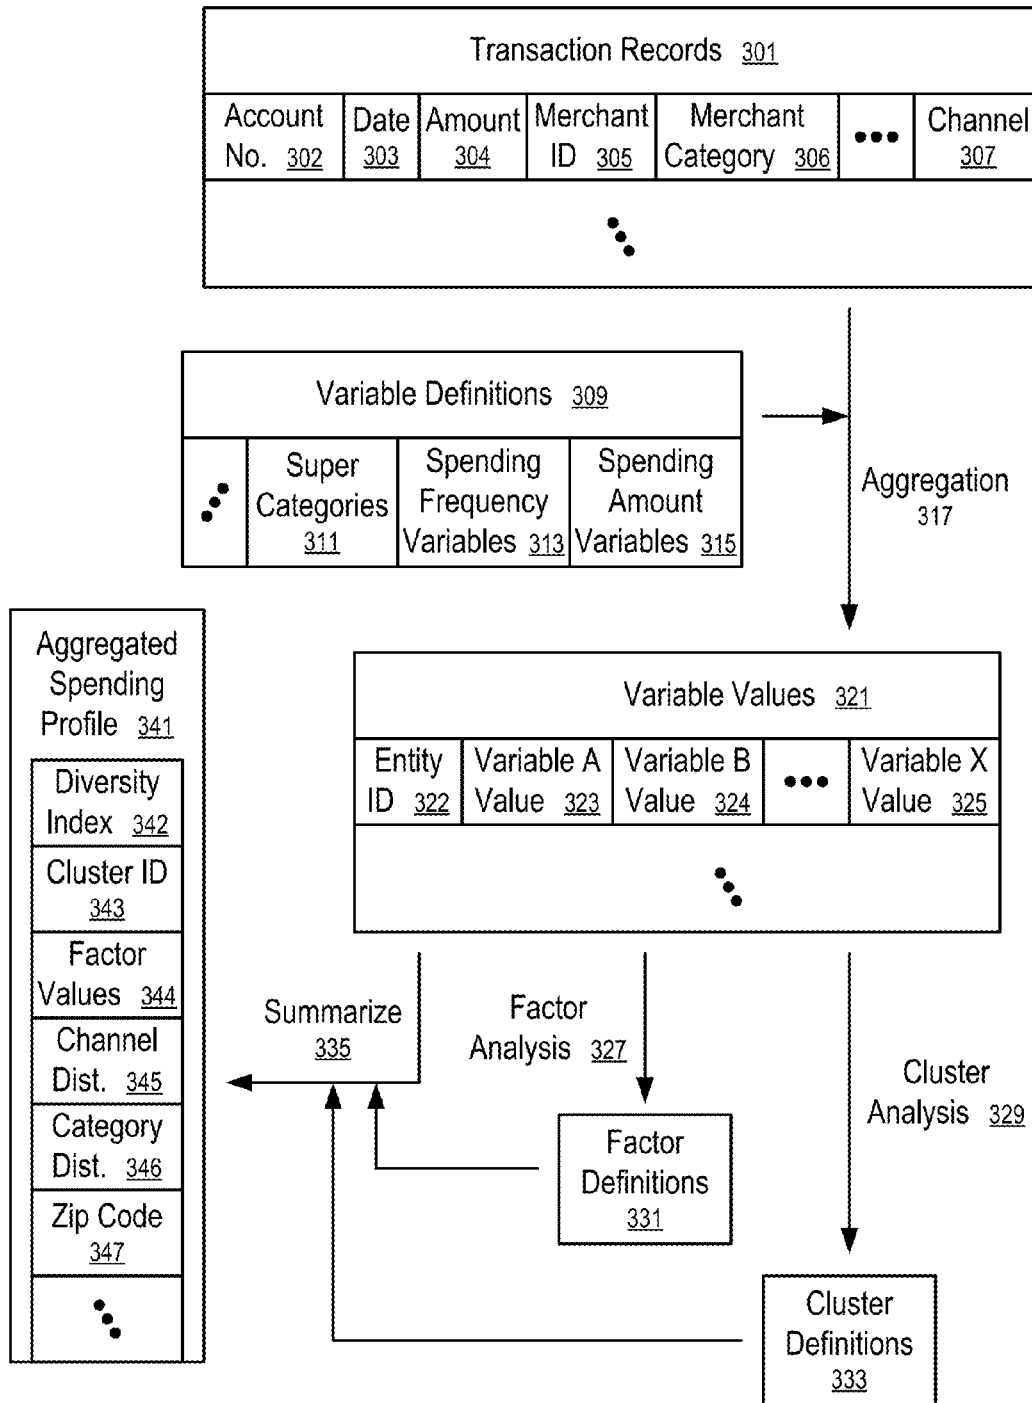 Transaction Records 301
Account No. 302
Date 303
Amount 304
Merchant ID 305
Merchant Category 306
Channel 307
Variable Definitions 309
Super Categories 311
Spending Frequency Variables 313
Spending Amount Variables 315
Aggregation 317
Aggregated Spending Profile 341
Diversity Index 342
Cluster ID 343
Factor Values 344
Channel Dist. 345
Category Dist. 346
Zip Code 347
Variable Values 321
Entity ID 322
Variable A Value 323
Variable B Value 324
Variable X Value 325
Summarize 335
Factor Analysis 327
Cluster Analysis 329
Factor Definitions 331
Cluster Definitions 333